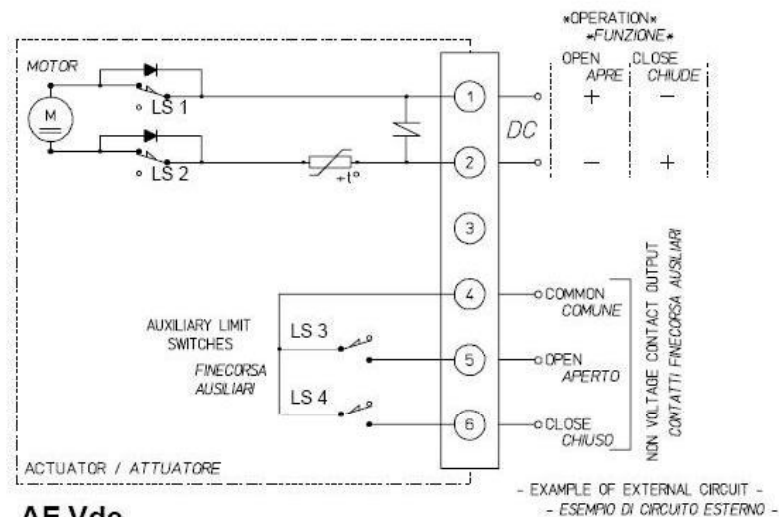 *OPERATION*
*FUNZIONE*
OPEN CLOSE
APRE CHIUDE
MOTOR
M
LS 1
LS 2
+t°
1
2
DC
+ −
− +
3
4
COMMON
COMUNE
AUXILIARY LIMIT
SWITCHES
FINECORSA
AUSILIARI
LS 3
5
OPEN
APERTO
LS 4
6
CLOSE
CHIUSO
NON VOLTAGE CONTACT OUTPUT
CONTATTI FINECORSA AUSILIARI
ACTUATOR / ATTUATORE
- EXAMPLE OF EXTERNAL CIRCUIT -
- ESEMPIO DI CIRCUITO ESTERNO -